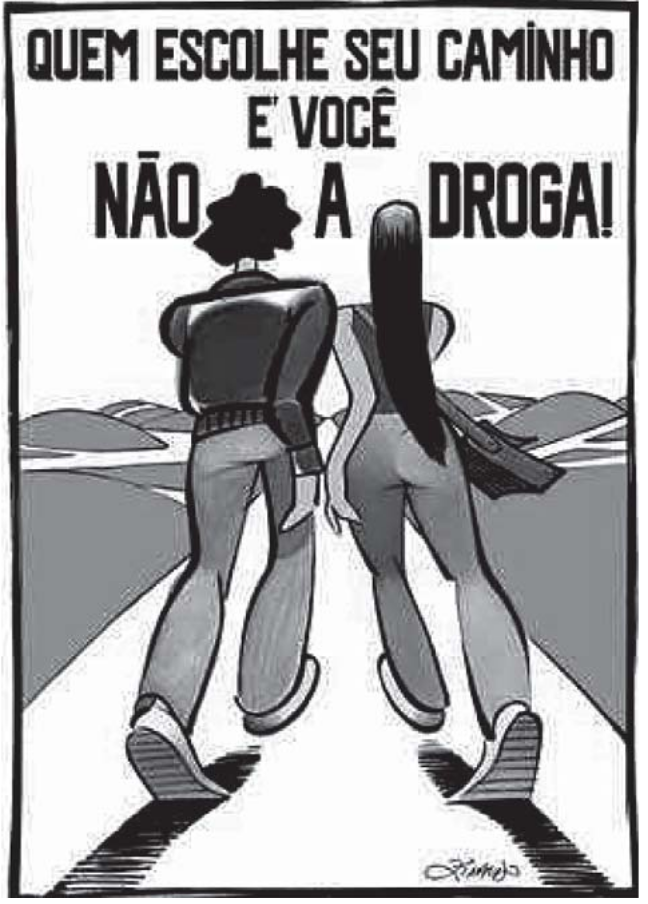 QUEM ESCOLHE SEU CAMINHO
E' VOCÊ
NÃO A DROGA!